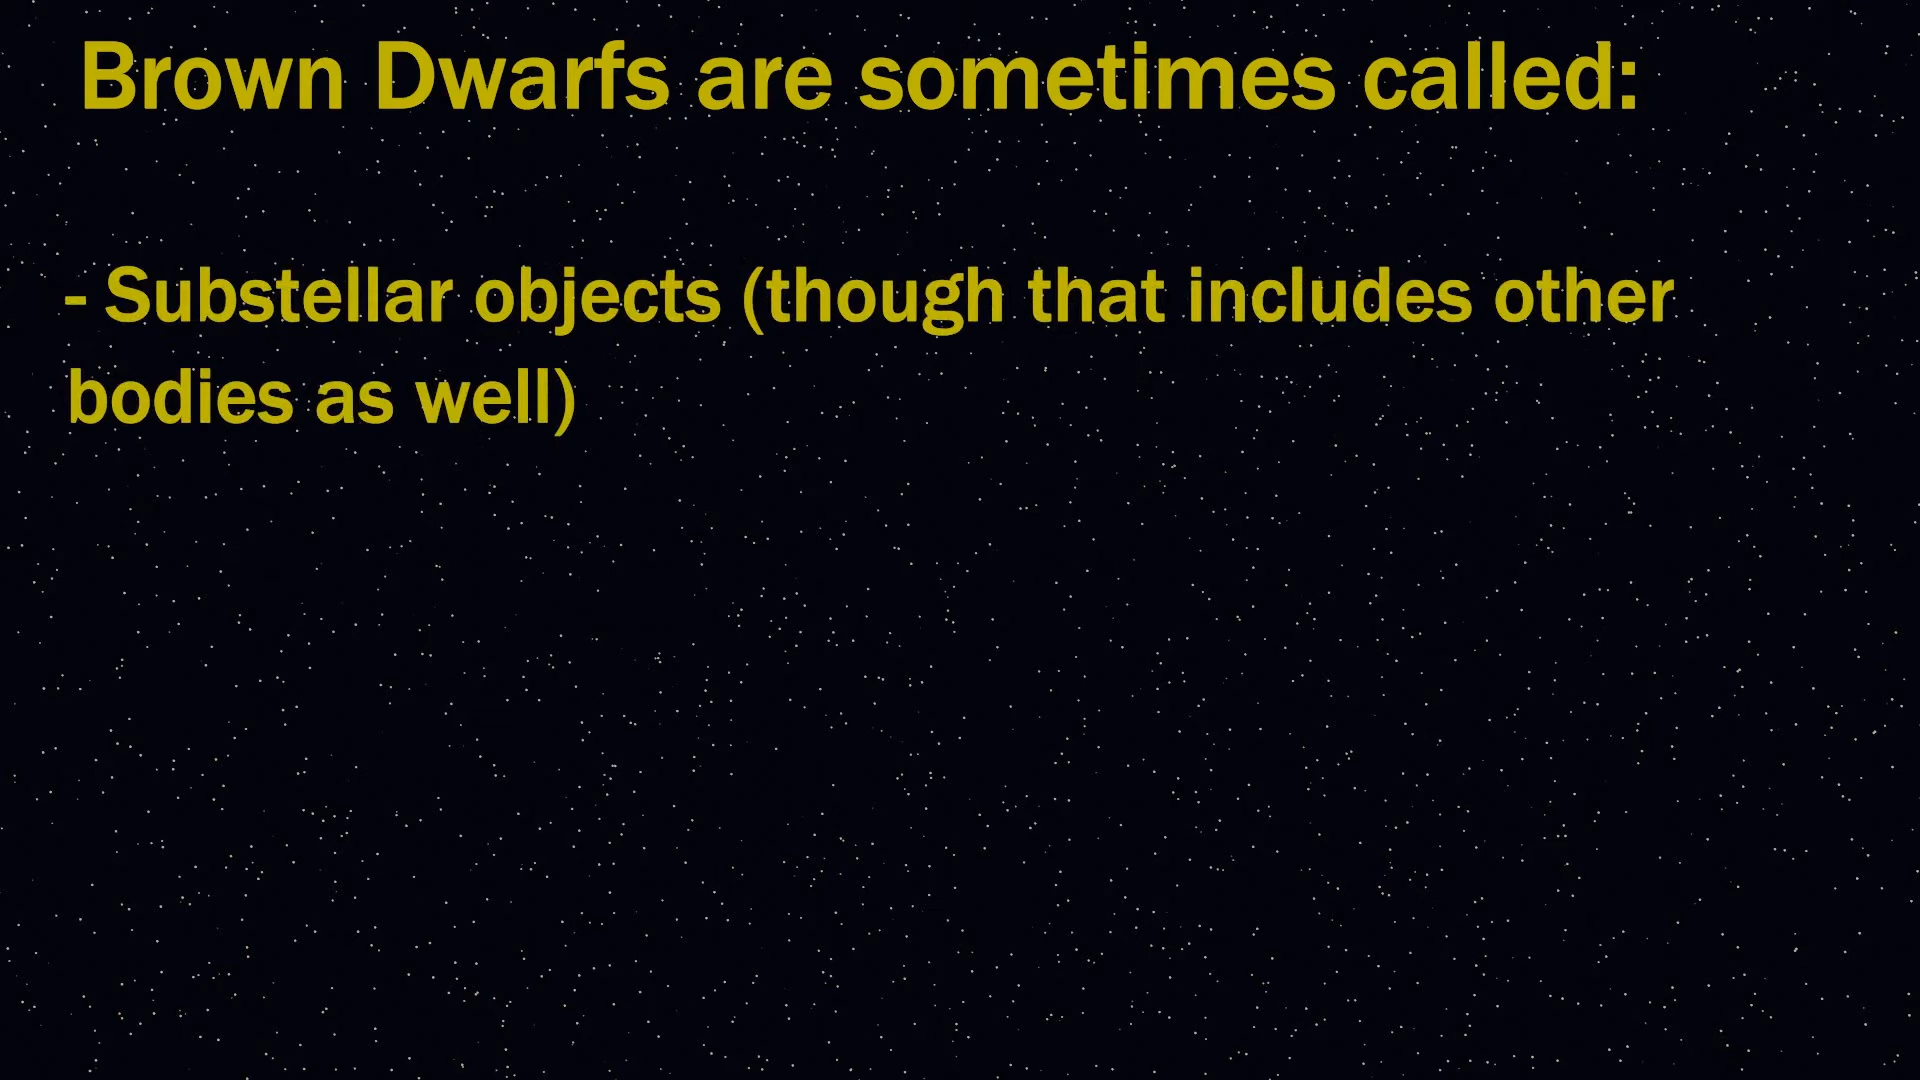 Brown Dwarfs are sometimes called:
- Substellar objects (though that includes other
bodies as well)